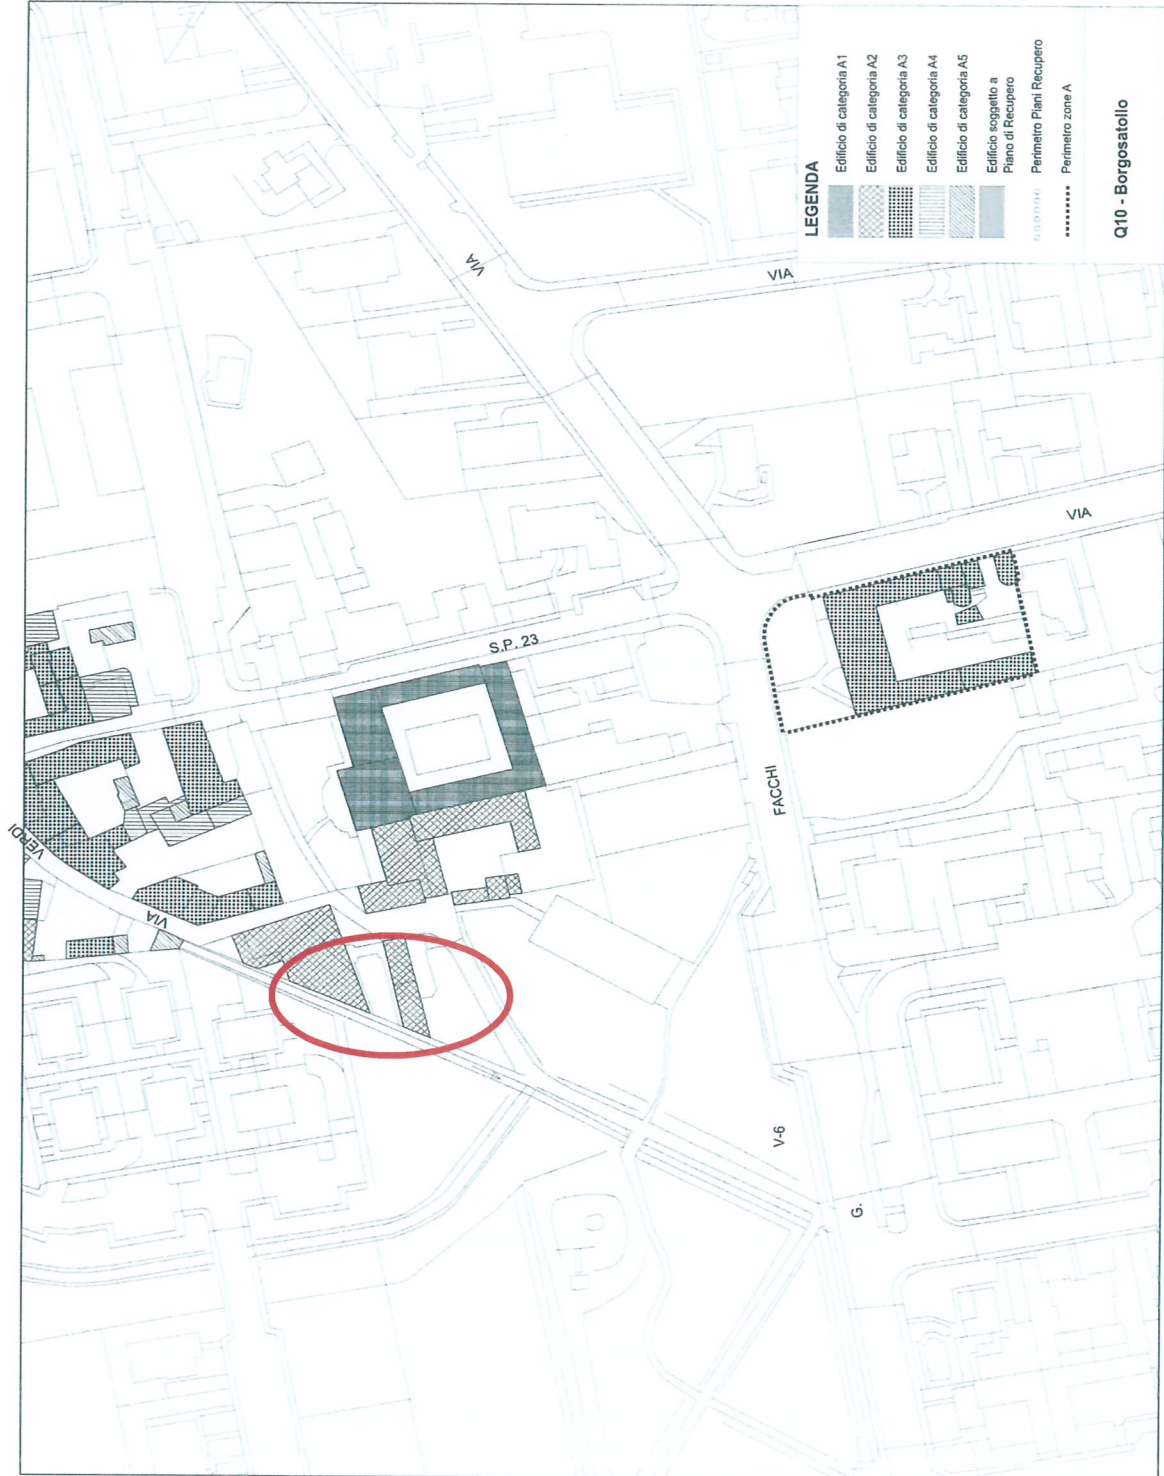 VERDI
VIA
S.P. 23
VIA
VIA
VIA
FACCHI
V-6
G.
LEGENDA
Edificio di categoria A1
Edificio di categoria A2
Edificio di categoria A3
Edificio di categoria A4
Edificio di categoria A5
Edificio soggetto a
Piano di Recupero
Perimetro Piani Recupero
Perimetro zone A
Q10 - Borgosatollo